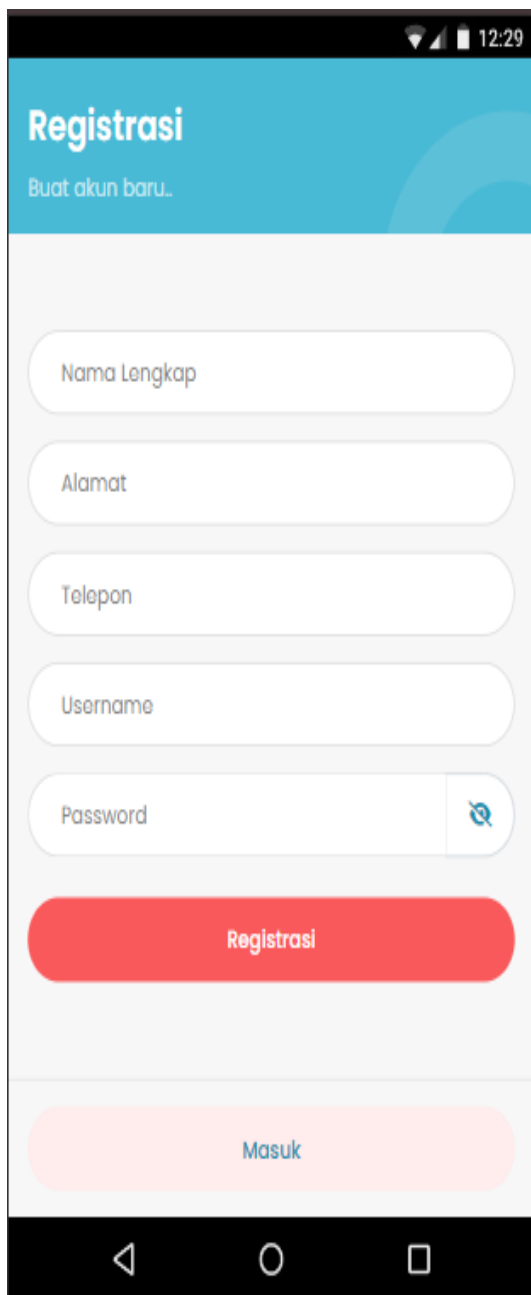 12:29
Registrasi
Buat akun baru..
Nama Lengkap
Alamat
Telepon
Username
Password
Registrasi
Masuk